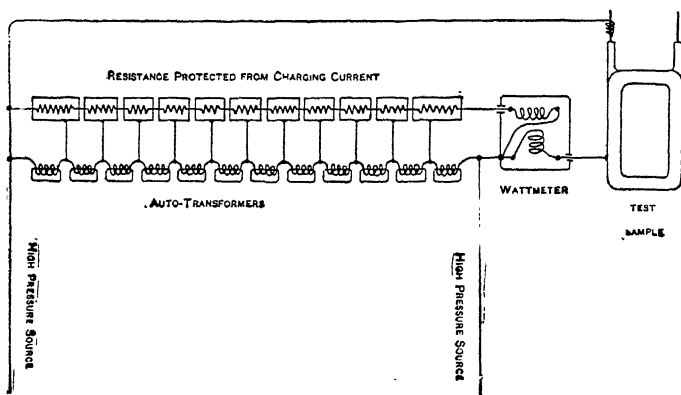 RESISTANCE PROTECTED FROM CHARGING CURRENT
AUTO-TRANSFORMERS
WATTMETER
TEST
SAMPLE
HIGH PRESSURE SOURCE
HIGH PRESSURE SOURCE